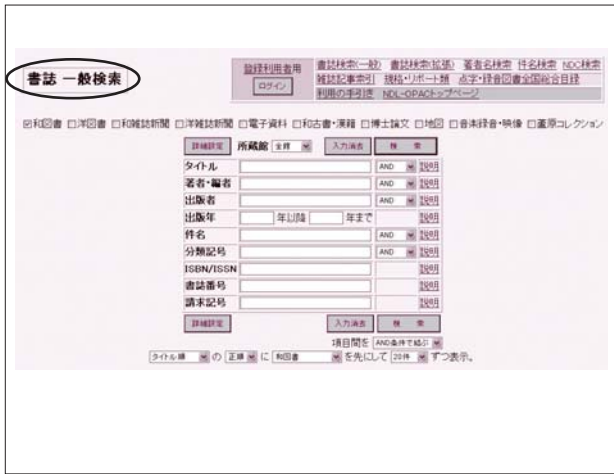 書誌 一般検索
登録利用者用 ログイン
書誌検索(一般) 書誌検索(拡張) 著者名検索 件名検索 NDC検索
雑誌記事索引 規格・リポート類 点字・録音図書全国総合目録
利用の手引き NDL-OPACトップページ
☑和図書 □洋図書 □和雑誌新聞 □洋雑誌新聞 □電子資料 □和古書・漢籍 □博士論文 □地図 □音楽録音・映像 □蘆原コレクション
詳細設定 所蔵館 全館 入力消去 検 索
タイトル AND 説明
著者・編者 AND 説明
出版者 AND 説明
出版年 年以降 年まで 説明
件名 AND 説明
分類記号 AND 説明
ISBN/ISSN 説明
書誌番号 説明
請求記号 説明
詳細設定 入力消去 検 索
項目間を AND条件で結ぶ
タイトル順 の 正順 に 和図書 を先にして 20件 ずつ表示。